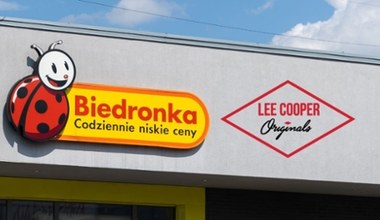 Biedronka
Codziennie niskie ceny
LEE COOPER
Originals